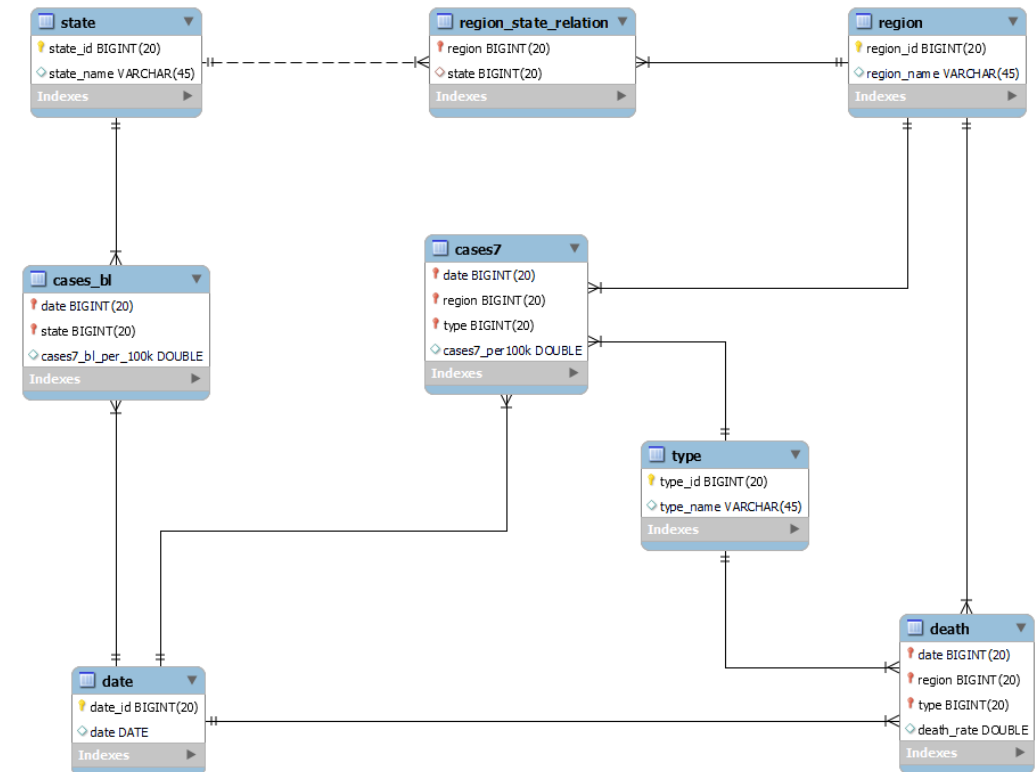 state
state_id BIGINT(20)
state_name VARCHAR(45)
Indexes
region_state_relation
region BIGINT(20)
state BIGINT(20)
Indexes
region
region_id BIGINT(20)
region_name VARCHAR(45)
Indexes
cases_bl
date BIGINT(20)
state BIGINT(20)
cases7_bl_per_100k DOUBLE
Indexes
cases7
date BIGINT(20)
region BIGINT(20)
type BIGINT(20)
cases7_per100k DOUBLE
Indexes
type
type_id BIGINT(20)
type_name VARCHAR(45)
Indexes
date
date_id BIGINT(20)
date DATE
Indexes
death
date BIGINT(20)
region BIGINT(20)
type BIGINT(20)
death_rate DOUBLE
Indexes